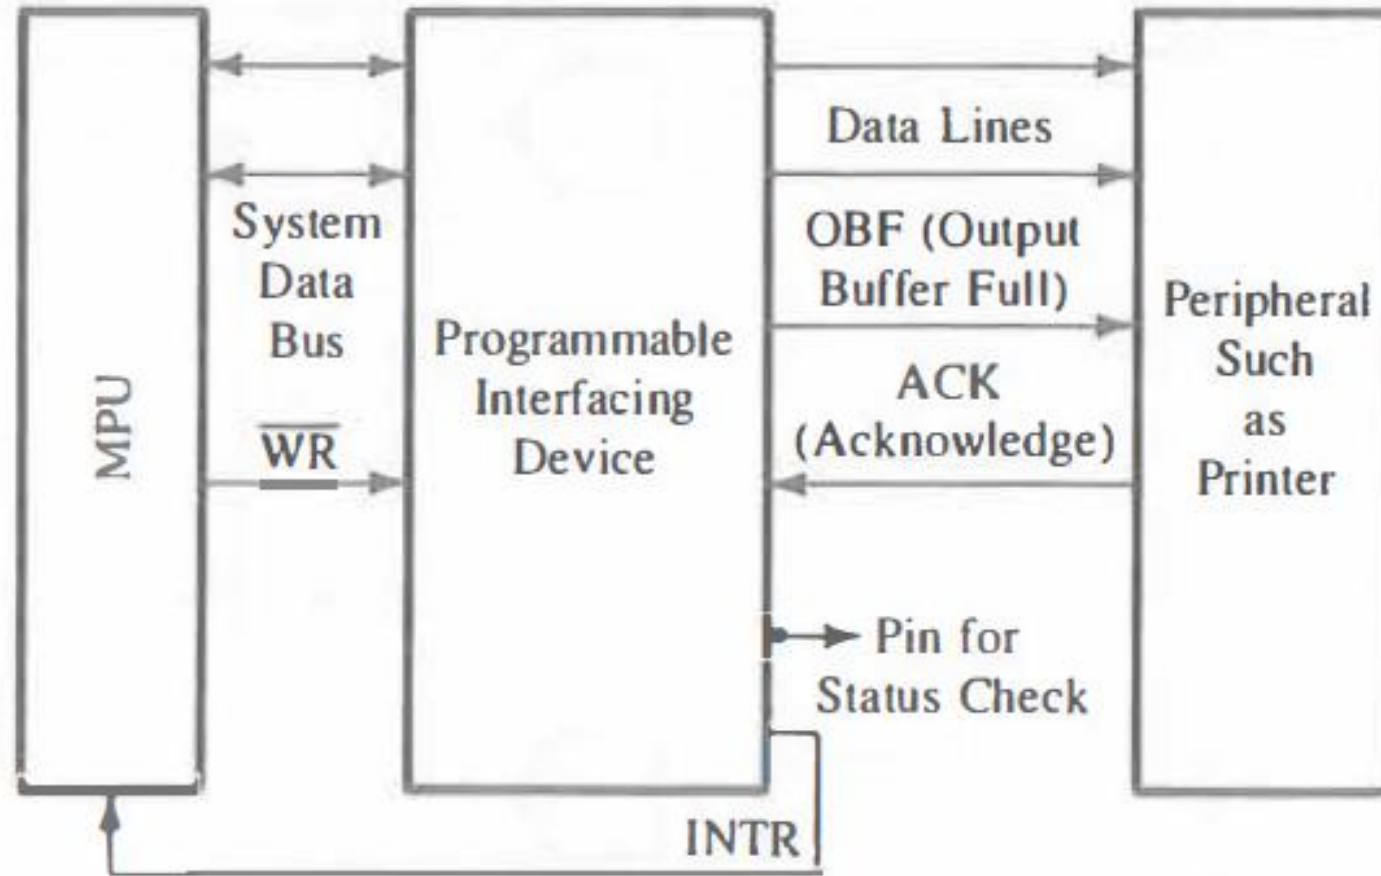 MPU
System
Data
Bus
WR
Programmable
Interfacing
Device
Data Lines
OBF (Output
Buffer Full)
ACK
(Acknowledge)
Pin for
Status Check
INTR
Peripheral
Such
as
Printer